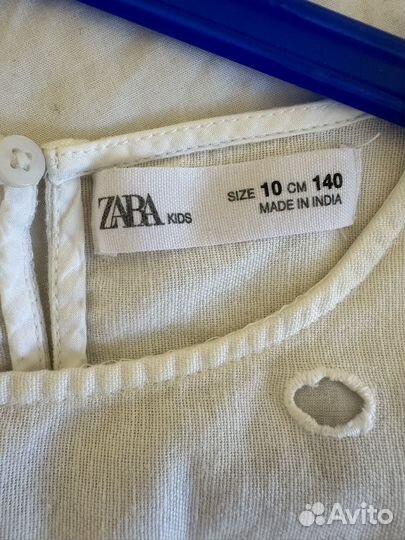 ZARA KIDS
SIZE 10 CM 140
MADE IN INDIA
Avito